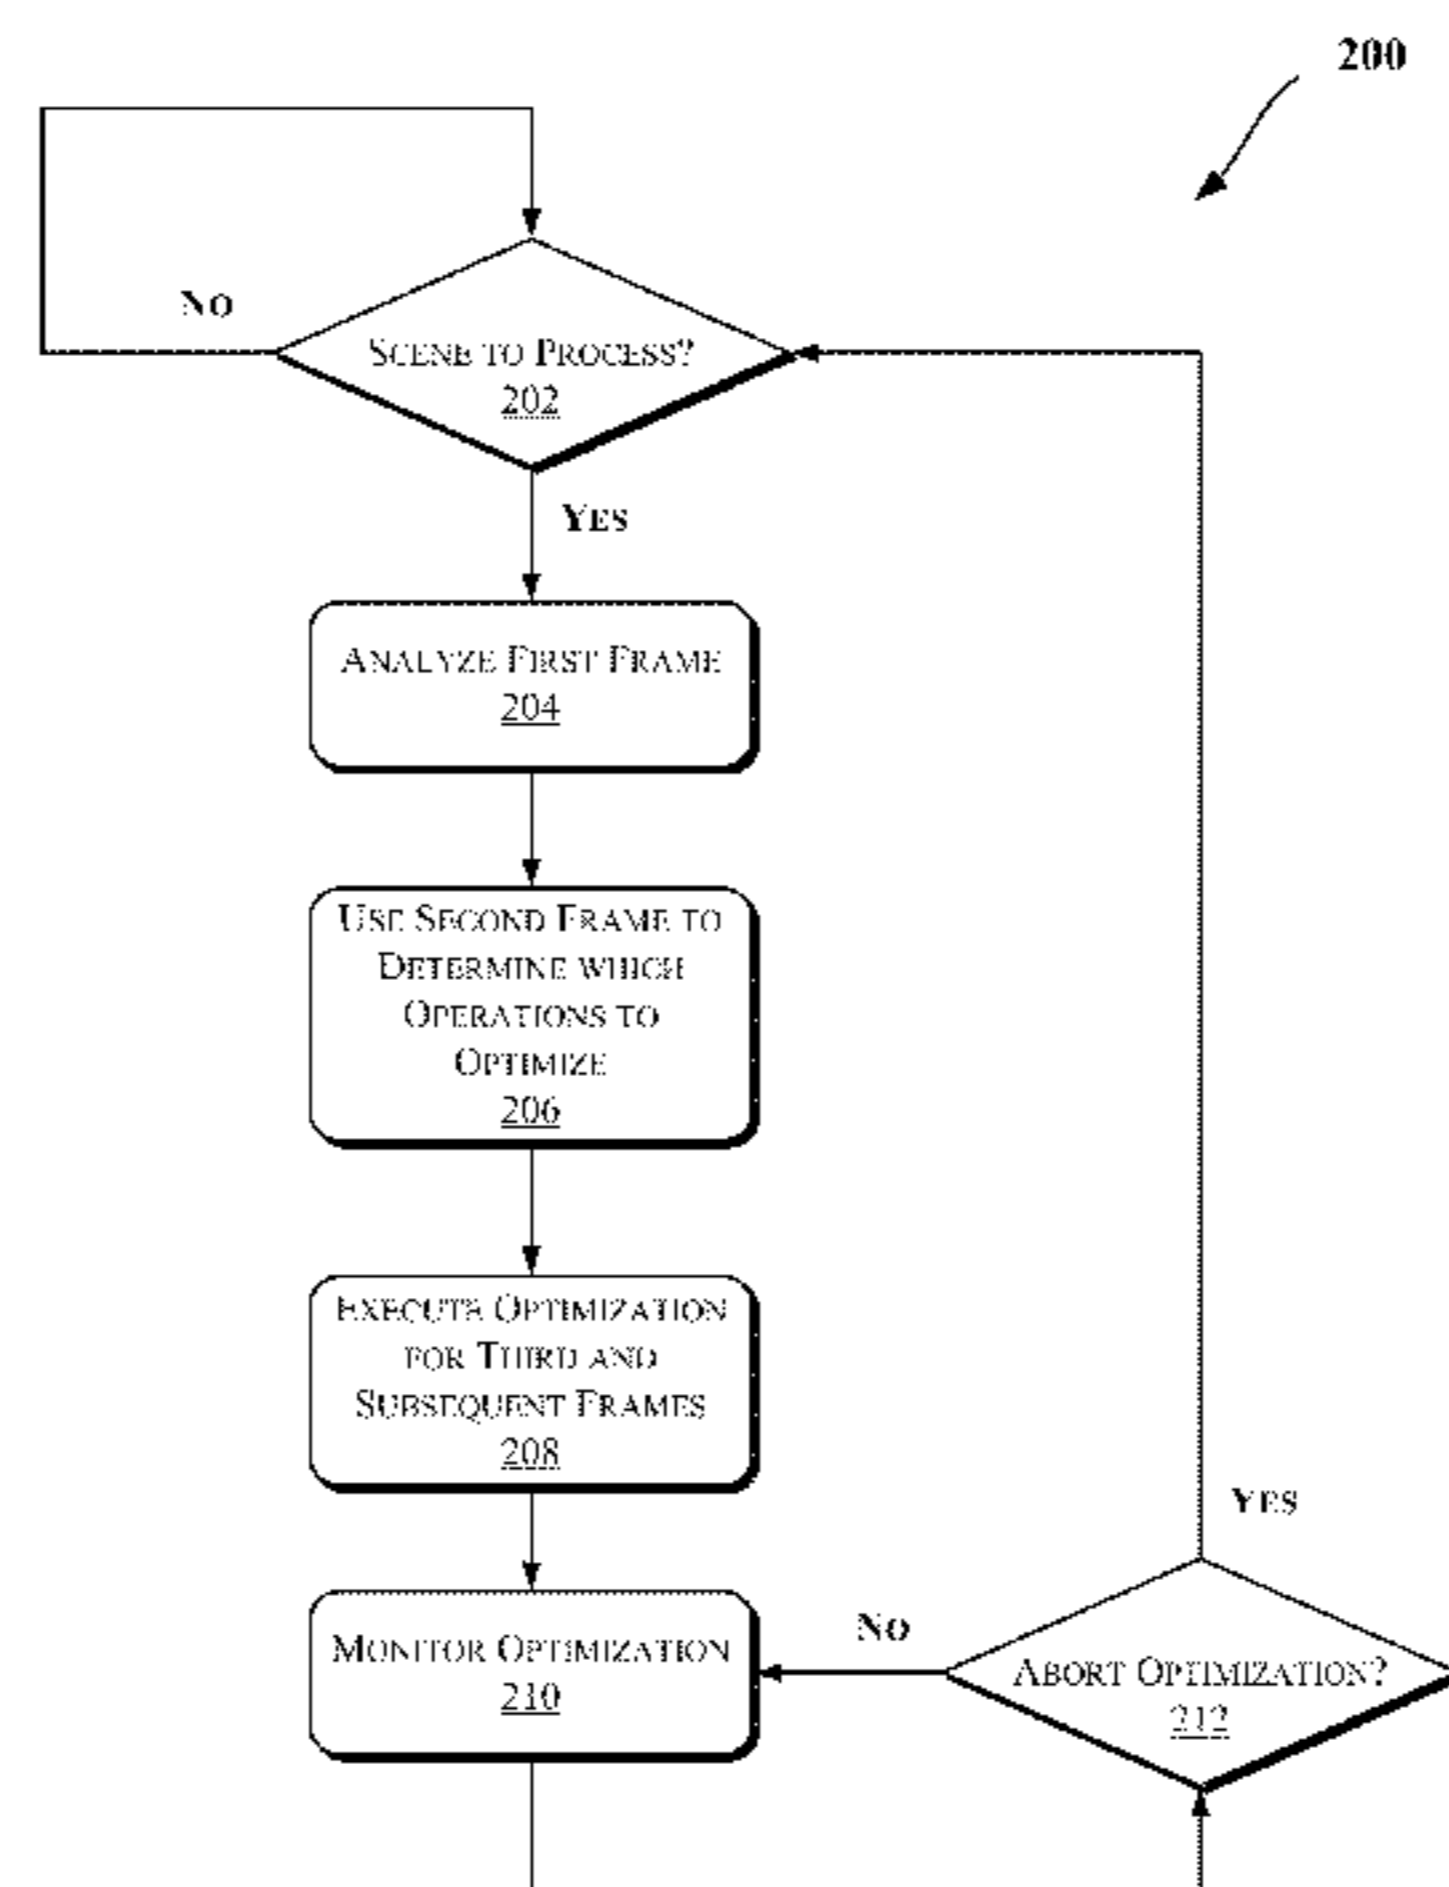 200
NO
SCENE TO PROCESS?
202
YES
ANALYZE FIRST FRAME
204
USE SECOND FRAME TO
DETERMINE WHICH
OPERATIONS TO
OPTIMIZE
206
EXECUTE OPTIMIZATION
FOR THIRD AND
SUBSEQUENT FRAMES
208
YES
NO
MONITOR OPTIMIZATION
210
ABORT OPTIMIZATION?
212